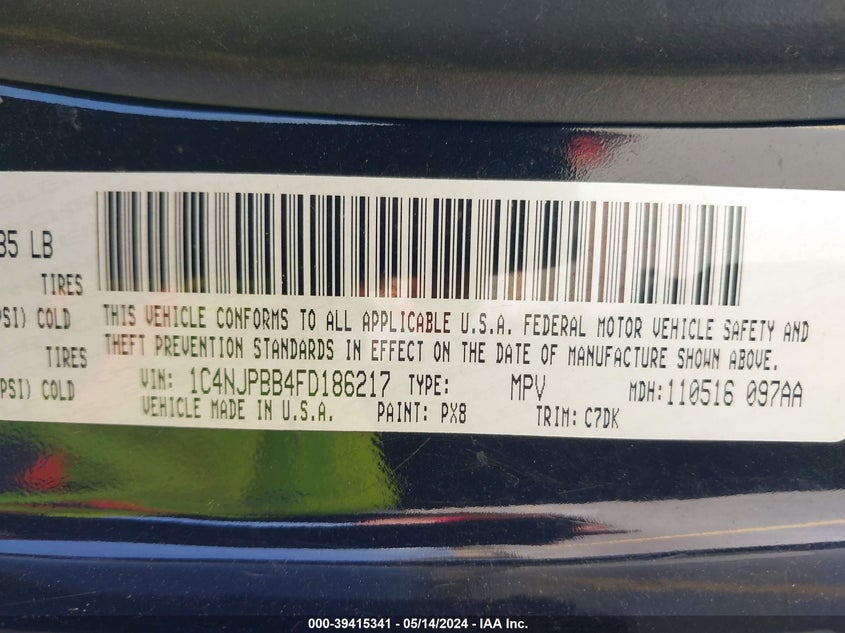 35 LB
TIRES
PSI) COLD
TIRES
PSI) COLD
THIS VEHICLE CONFORMS TO ALL APPLICABLE U.S.A. FEDERAL MOTOR VEHICLE SAFETY AND
THEFT PREVENTION STANDARDS IN EFFECT ON THE DATE OF MANUFACTURE SHOWN ABOVE.
VIN: 1C4NJPBB4FD186217 TYPE: MPV MDH: 110516 097AA
VEHICLE MADE IN U.S.A. PAINT: PX8 TRIM: C7DK
000-39415341 / 05/14/2024 - IAA Inc.